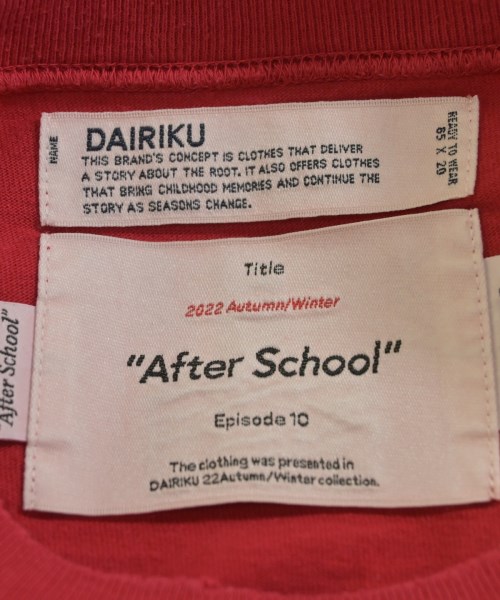 NAME
DAIRIKU
THIS BRAND'S CONCEPT IS CLOTHES THAT DELIVER
A STORY ABOUT THE ROOT. IT ALSO OFFERS CLOTHES
THAT BRING CHILDHOOD MEMORIES AND CONTINUE THE
STORY AS SEASONS CHANGE.
READY TO WEAR
85 X 20
Title
2022 Autumn/Winter
"After School"
Episode 10
The clothing was presented in
DAIRIKU 22Autumn/Winter collection.
"After School"